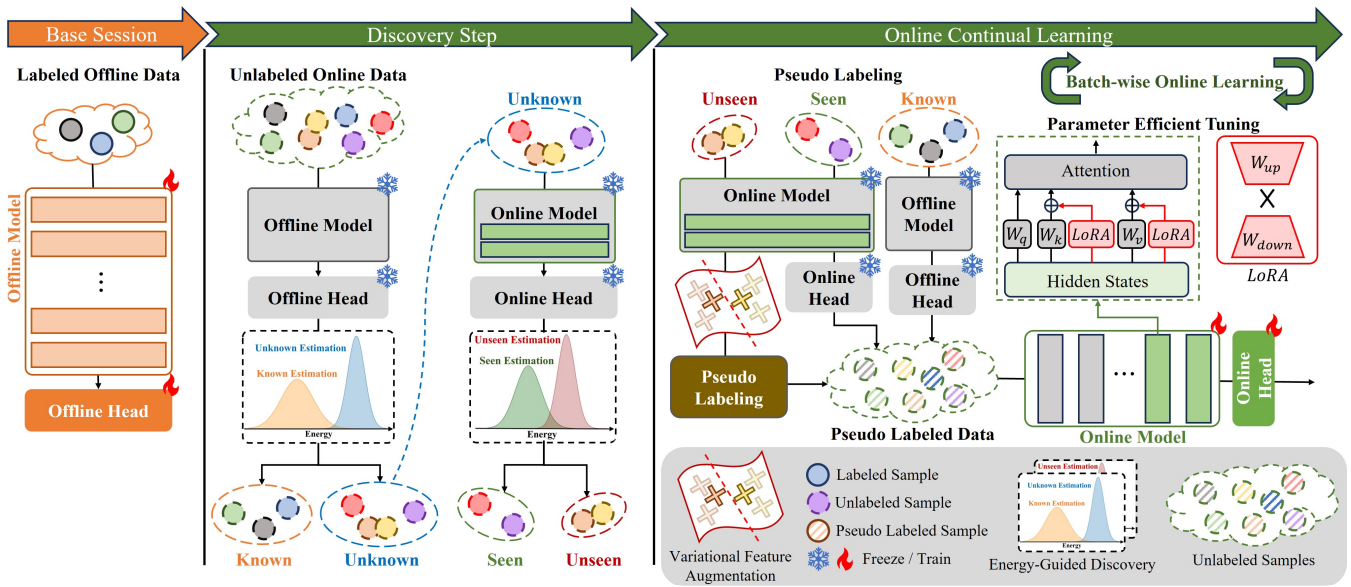 Base Session
Discovery Step
Online Continual Learning
Labeled Offline Data
Offline Model
Offline Head
Unlabeled Online Data
Offline Model
Offline Head
Unknown Estimation
Known Estimation
Energy
Known
Unknown
Unknown
Online Model
Online Head
Unseen Estimation
Seen Estimation
Energy
Seen
Unseen
Pseudo Labeling
Unseen
Seen
Known
Online Model
Offline
Model
Online
Head
Offline
Head
Pseudo
Labeling
Pseudo Labeled Data
Batch-wise Online Learning
Parameter Efficient Tuning
Attention
W_q
W_k
LoRA
W_v
LoRA
Hidden States
W_up
X
W_down
LoRA
Online Model
Online
Head
Variational Feature
Augmentation
Labeled Sample
Unlabeled Sample
Pseudo Labeled Sample
Freeze / Train
Unseen Estimation
Unknown Estimation
Known Estimation
Energy
Energy-Guided Discovery
Unlabeled Samples